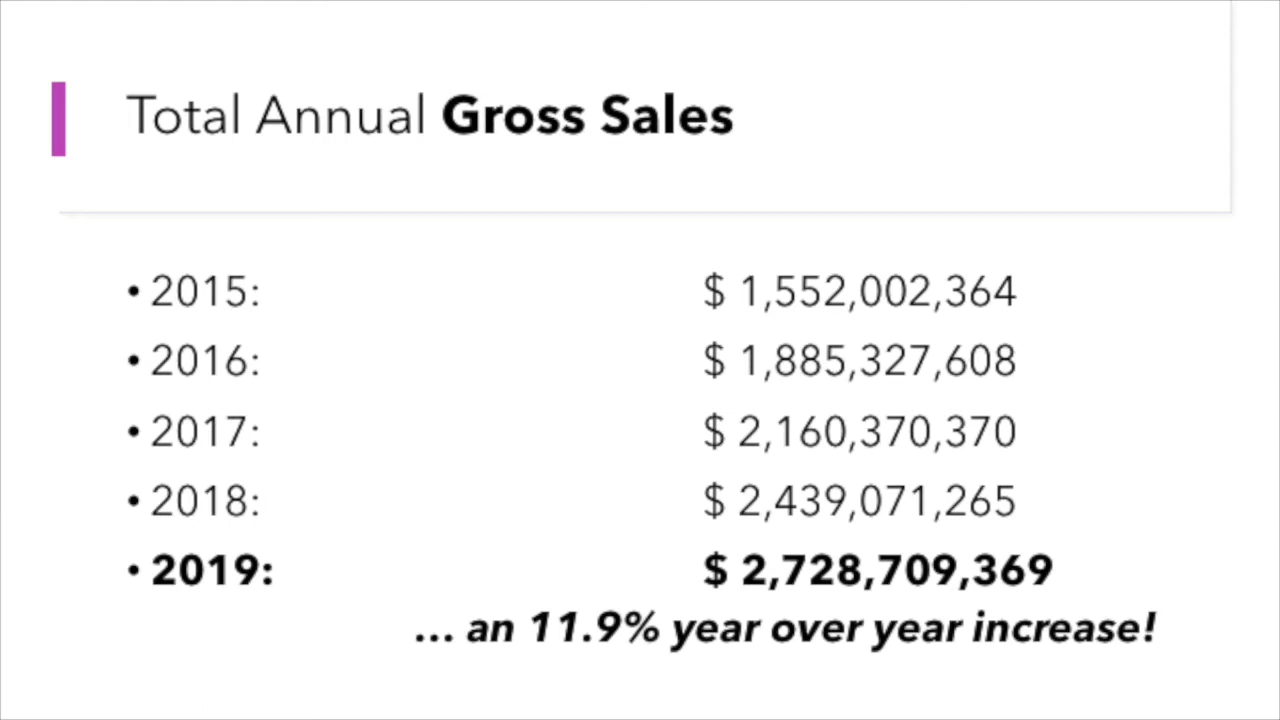 Total Annual Gross Sales
• 2015: $ 1,552,002,364
• 2016: $ 1,885,327,608
• 2017: $ 2,160,370,370
• 2018: $ 2,439,071,265
• 2019: $ 2,728,709,369
... an 11.9% year over year increase!